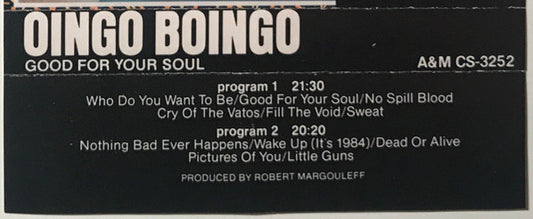 OINGO BOINGO
GOOD FOR YOUR SOUL
A&M CS-3252
program 1 21:30
Who Do You Want To Be/Good For Your Soul/No Spill Blood
Cry Of The Vatos/Fill The Void/Sweat
program 2 20:20
Nothing Bad Ever Happens/Wake Up (It's 1984)/Dead Or Alive
Pictures Of You/Little Guns
PRODUCED BY ROBERT MARGOULEFF